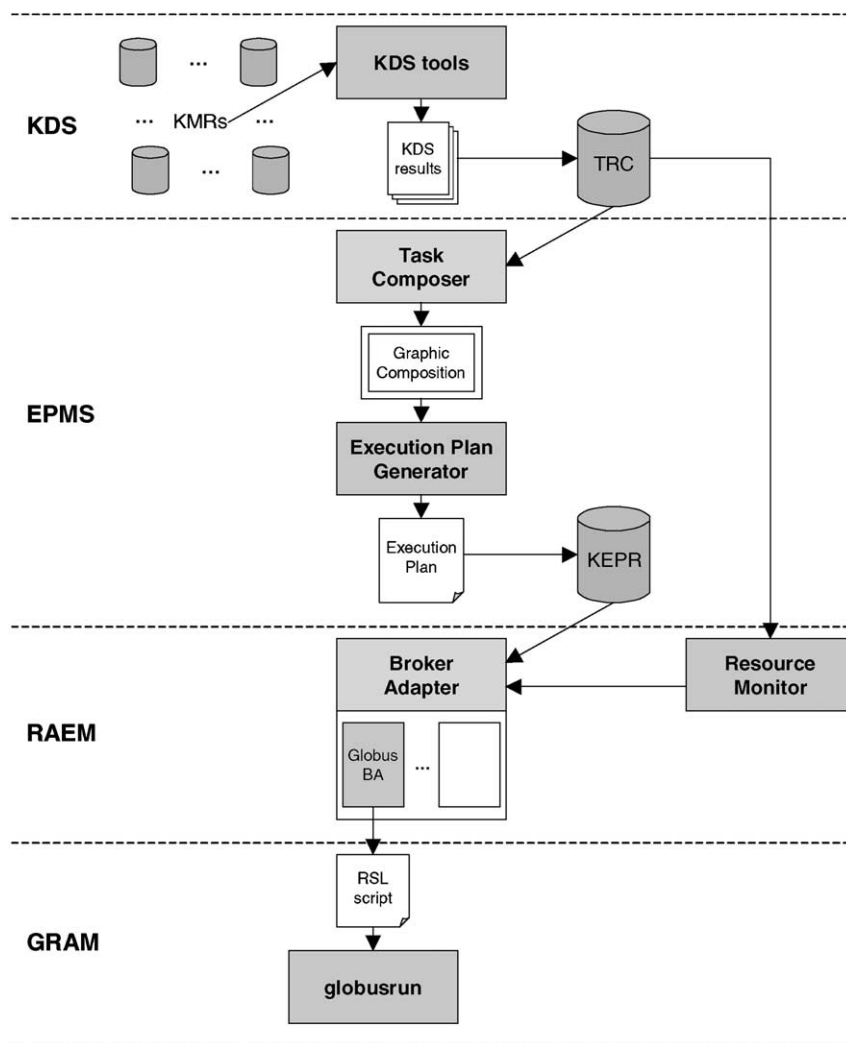 KDS tools
...
KDS
... KMRs ...
...
KDS
results
TRC
Task
Composer
Graphic
Composition
EPMS
Execution Plan
Generator
Execution
Plan
KEPR
Broker
Adapter
Resource
Monitor
RAEM
Globus
BA
...
RSL
script
GRAM
globusrun